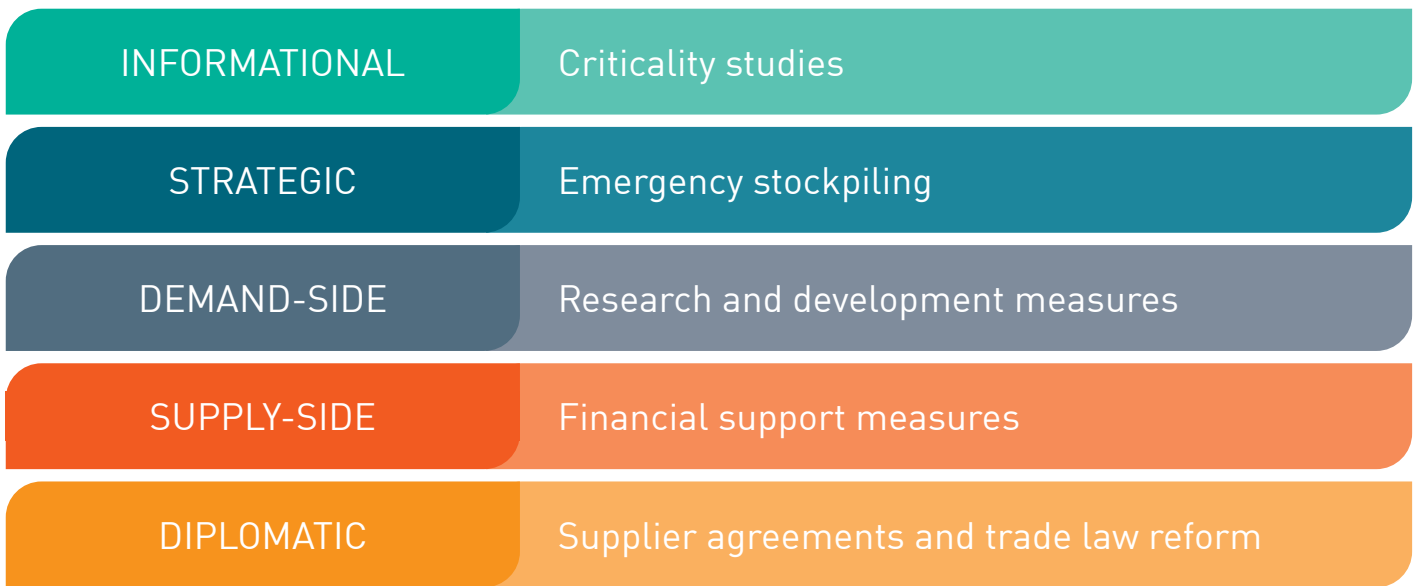 INFORMATIONAL Criticality studies
STRATEGIC Emergency stockpiling
DEMAND-SIDE Research and development measures
SUPPLY-SIDE Financial support measures
DIPLOMATIC Supplier agreements and trade law reform